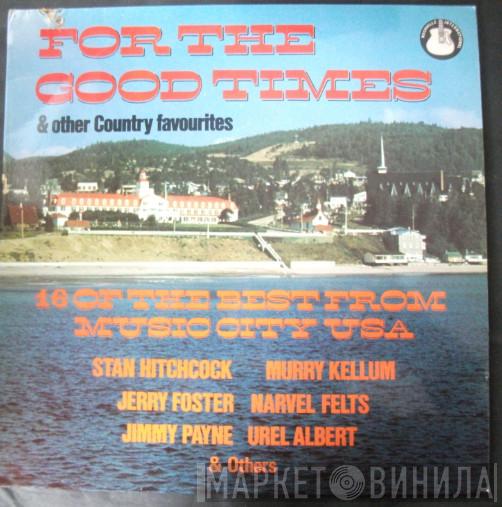 FOR THE
GOOD TIMES
& other Country favourites
16 OF THE BEST FROM
MUSIC CITY USA
STAN HITCHCOCK MURRY KELLUM
JERRY FOSTER NARVEL FELTS
JIMMY PAYNE UREL ALBERT
& Others
МАРКЕТ ВИНИЛА